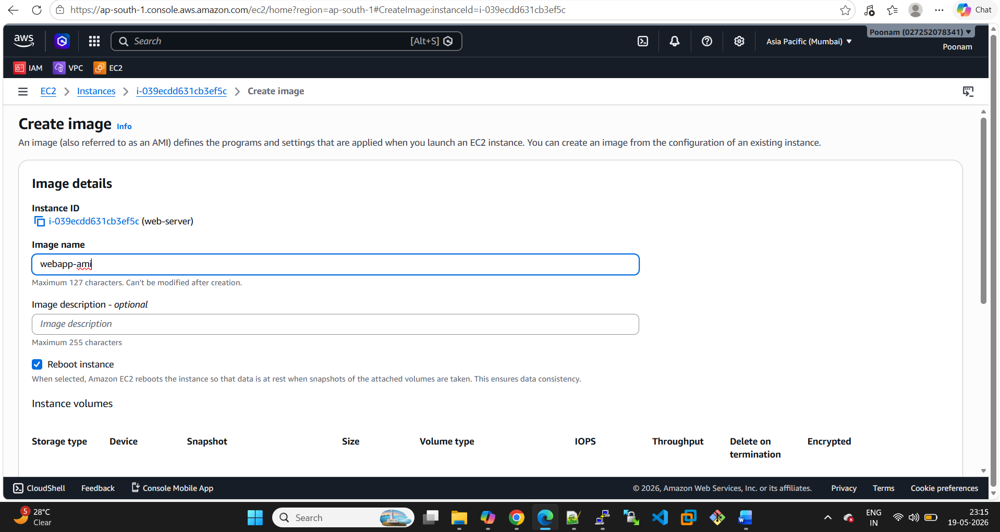 https://ap-south-1.console.aws.amazon.com/ec2/home?region=ap-south-1#CreateImage:instanceId=i-039ecdd631cb3ef5c
Chat
aws
Search
[Alt+S]
Asia Pacific (Mumbai)
Poonam (027252078341)
Poonam
IAM
VPC
EC2
EC2
Instances
i-039ecdd631cb3ef5c
Create image
Create image Info
An image (also referred to as an AMI) defines the programs and settings that are applied when you launch an EC2 instance. You can create an image from the configuration of an existing instance.
Image details
Instance ID
i-039ecdd631cb3ef5c (web-server)
Image name
webapp-ami
Maximum 127 characters. Can't be modified after creation.
Image description - optional
Image description
Maximum 255 characters
Reboot instance
When selected, Amazon EC2 reboots the instance so that data is at rest when snapshots of the attached volumes are taken. This ensures data consistency.
Instance volumes
Storage type Device Snapshot Size Volume type IOPS Throughput Delete on termination Encrypted
CloudShell Feedback Console Mobile App © 2026, Amazon Web Services, Inc. or its affiliates. Privacy Terms Cookie preferences
5
28°C
Clear
Search
W
ENG
IN
23:15
19-05-2026